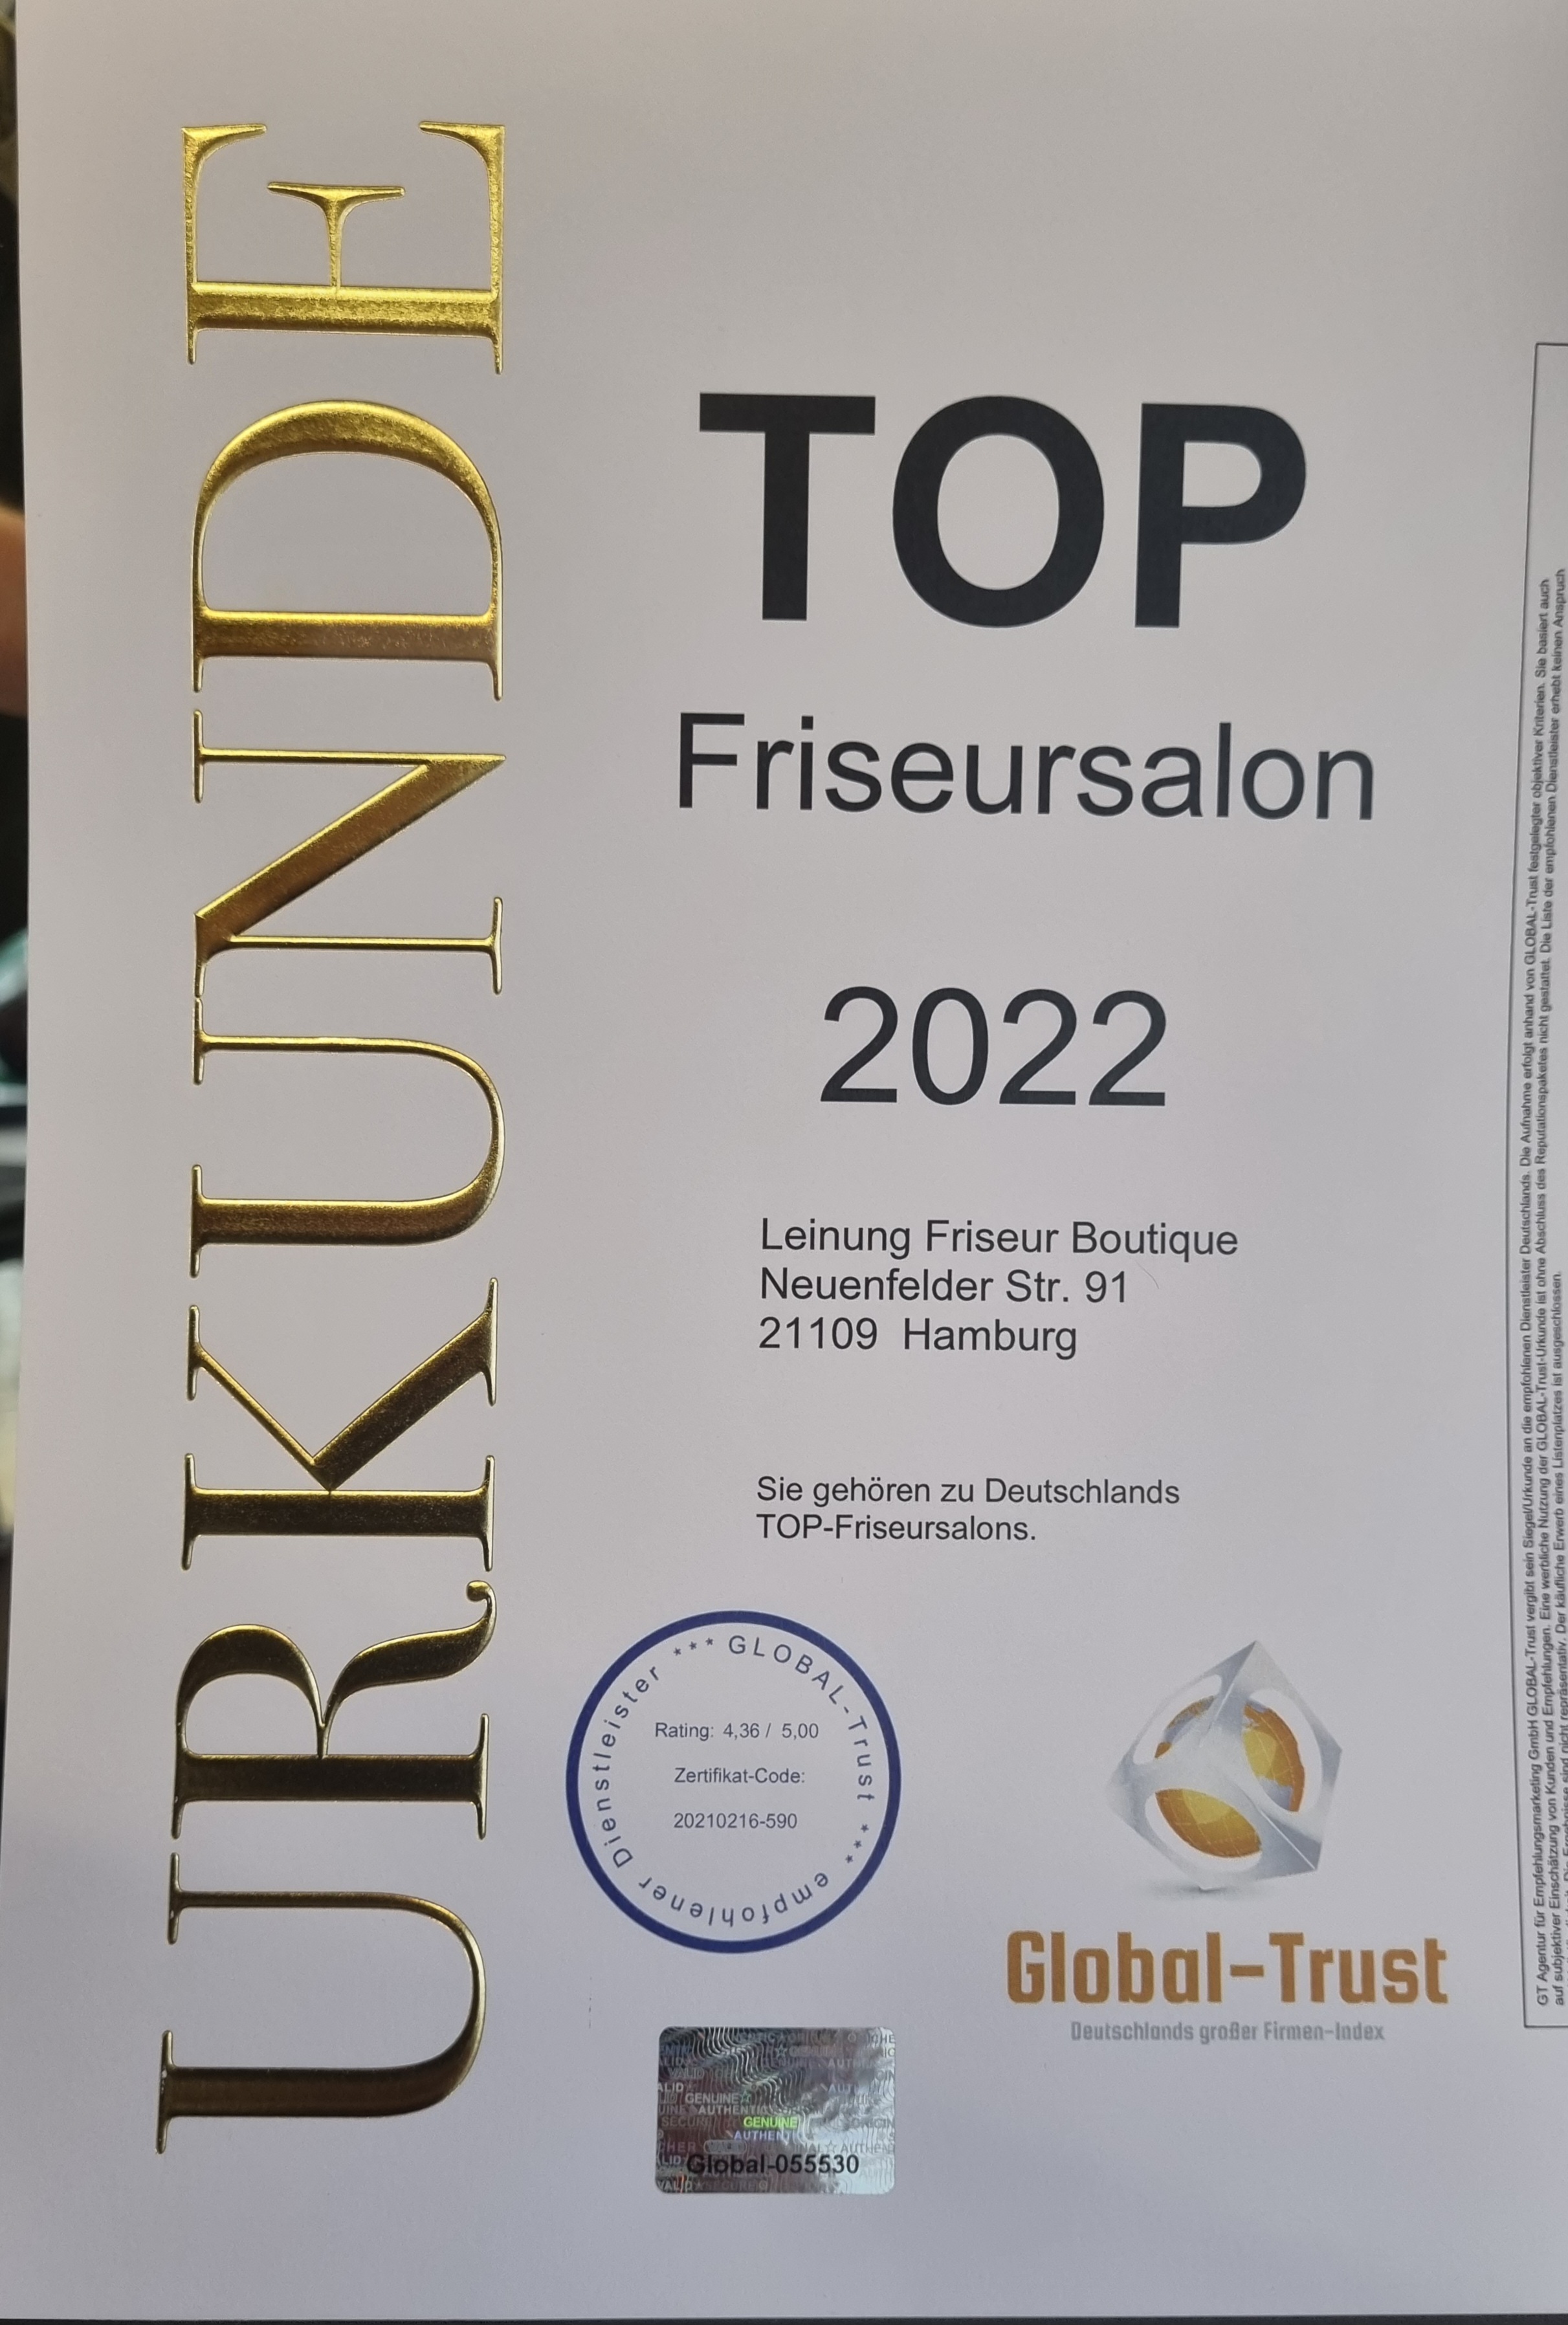 URKUNDE
TOP
Friseursalon
2022
Leinung Friseur Boutique
Neuenfelder Str. 91
21109 Hamburg
Sie gehören zu Deutschlands
TOP-Friseursalons.
*** GLOBAL-Trust *** empfohlener Dienstleister
Rating: 4,36 / 5,00
Zertifikat-Code:
20210216-590
Global-Trust
Deutschlands großer Firmen-Index
GENUINE
AUTHENTI
GENUINE
AUTHENTI
Global-055530
GT Agentur für Empfehlungsmarketing GmbH GLOBAL-Trust vergibt sein Siegel/Urkunde an die empfohlenen Dienstleister Deutschlands. Die Aufnahme erfolgt anhand von GLOBAL-Trust festgelegter objektiver Kriterien. Sie basiert auch
auf subjektiver Einschätzung von Kunden und Empfehlungen. Eine werbliche Nutzung der GLOBAL-Trust-Urkunde ist ohne Abschluss des Reputationspaketes nicht gestattet. Die Liste der empfohlenen Dienstleister erhebt keinen Anspruch
sind nicht repräsentativ. Der käufliche Erwerb eines Listenplatzes ist ausgeschlossen.